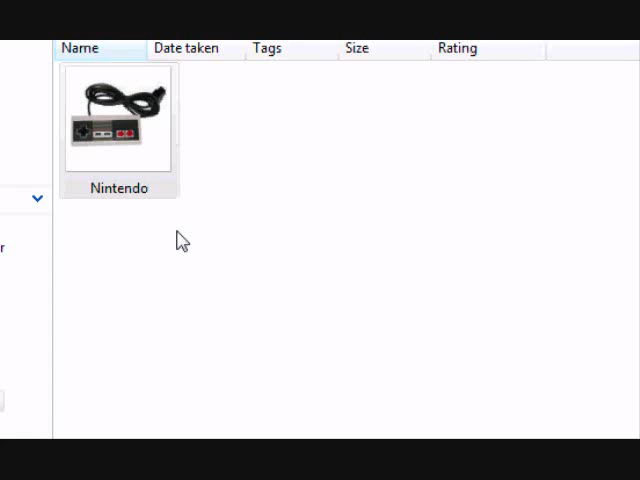 Name Date taken Tags Size Rating
Nintendo
r